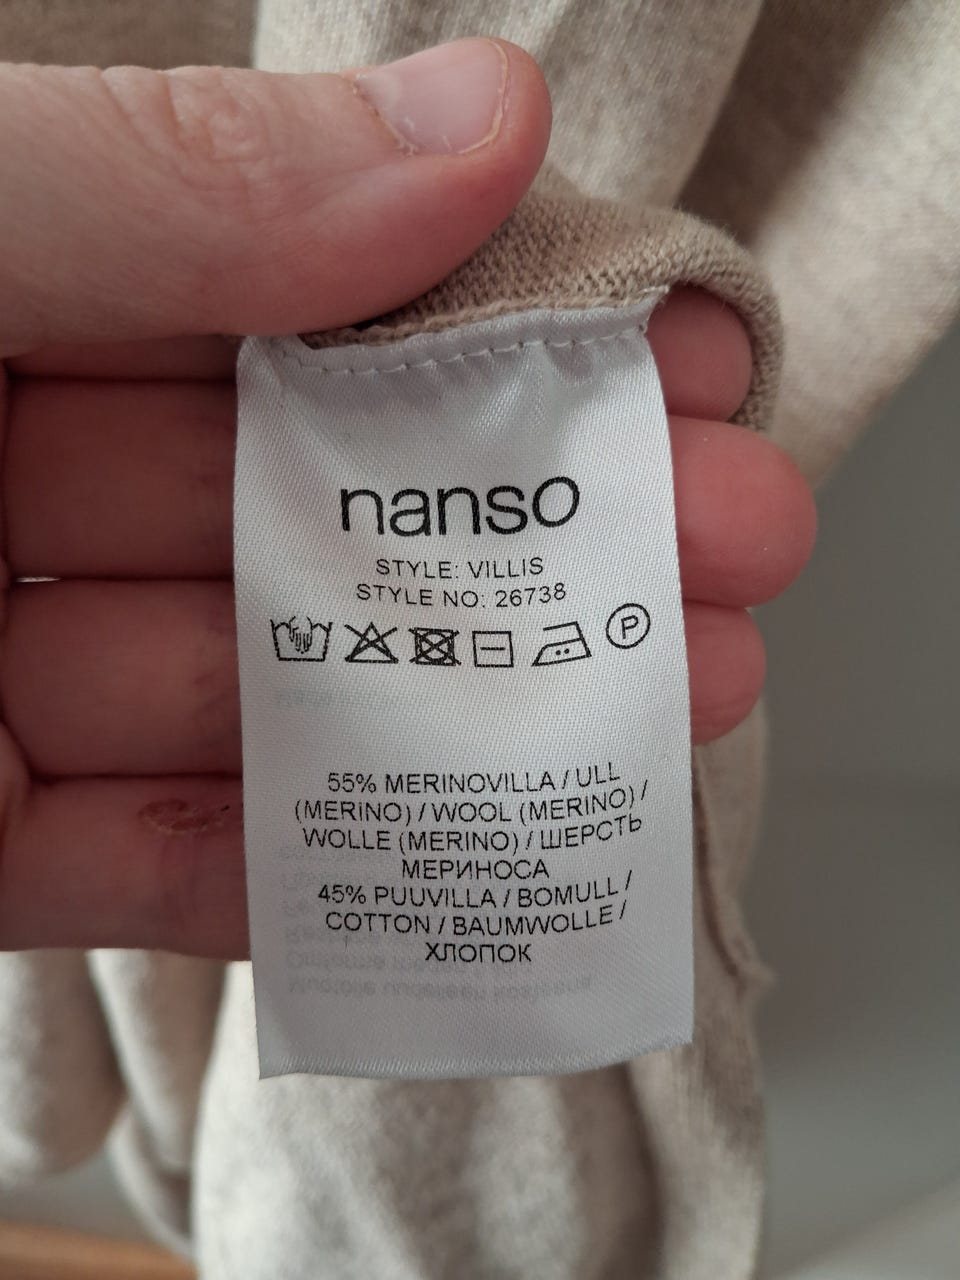 nanso
STYLE: VILLIS
STYLE NO: 26738
P
55% MERINOVILLA / ULL
(MERINO) / WOOL (MERINO) /
WOLLE (MERINO) / ШЕРСТЬ
МЕРИНОСА
45% PUUVILLA / BOMULL /
COTTON / BAUMWOLLE /
ХЛОПОК